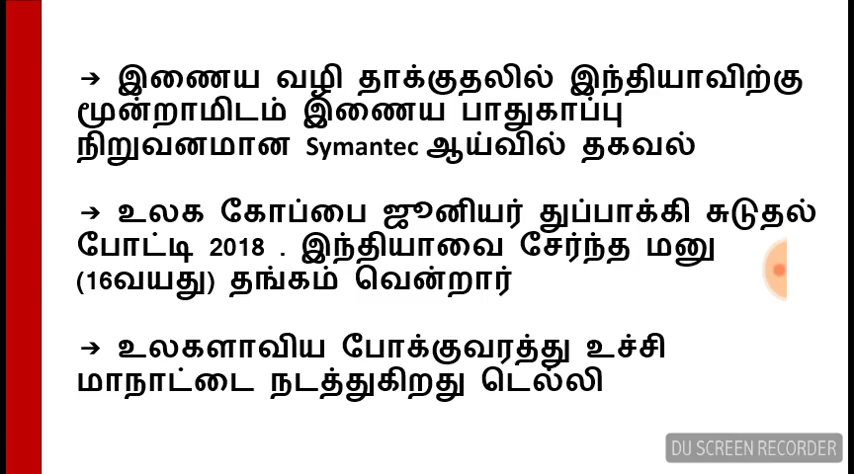 → இணைய வழி தாக்குதலில் இந்தியாவிற்கு
மூன்றாமிடம் இணைய பாதுகாப்பு
நிறுவனமான Symantec ஆய்வில் தகவல்
→ உலக கோப்பை ஜூனியர் துப்பாக்கி சுடுதல்
போட்டி 2018 . இந்தியாவை சேர்ந்த மனு
(16வயது) தங்கம் வென்றார்
→ உலகளாவிய போக்குவரத்து உச்சி
மாநாட்டை நடத்துகிறது டெல்லி
DU SCREEN RECORDER